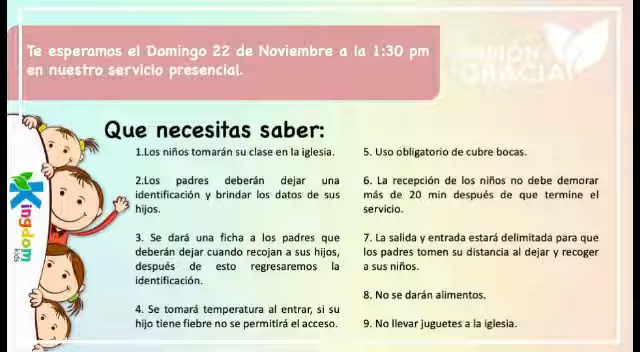 Te esperamos el Domingo 22 de Noviembre a la 1:30 pm
en nuestro servicio presencial.
MISIÓN
GRACIA
Que necesitas saber:
1.Los niños tomarán su clase en la iglesia.
2.Los padres deberán dejar una
identificación y brindar los datos de sus
hijos.
3. Se dará una ficha a los padres que
deberán dejar cuando recojan a sus hijos,
después de esto regresaremos la
identificación.
4. Se tomará temperatura al entrar, si su
hijo tiene fiebre no se permitirá el acceso.
5. Uso obligatorio de cubre bocas.
6. La recepción de los niños no debe demorar
más de 20 min después de que termine el
servicio.
7. La salida y entrada estará delimitada para que
los padres tomen su distancia al dejar y recoger
a sus niños.
8. No se darán alimentos.
9. No llevar juguetes a la iglesia.
Kingdom
kids